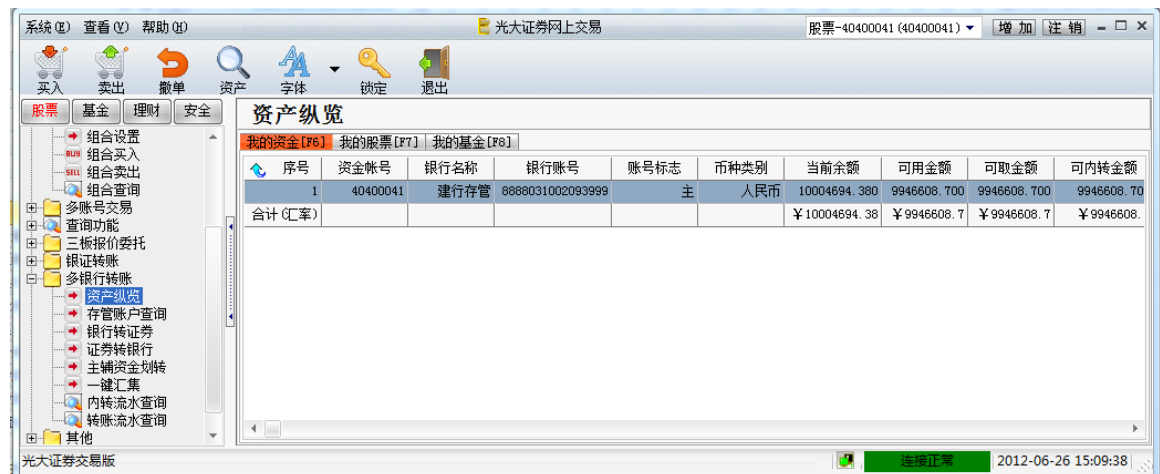 系统(E) 查看(V) 帮助(H) 光大证券网上交易 股票-40400041(40400041) 增加 注销
买入 卖出 撤单 资产 字体 锁定 退出
股票 基金 理财 安全
组合设置
BUY 组合买入
SELL 组合卖出
组合查询
多账号交易
查询功能
三板报价委托
银证转账
多银行转账
资产纵览
存管账户查询
银行转证券
证券转银行
主辅资金划转
一键汇集
内转流水查询
转账流水查询
其他
资产纵览
我的资金[F6] 我的股票[F7] 我的基金[F8]
序号 资金帐号 银行名称 银行账号 账号标志 币种类别 当前余额 可用金额 可取金额 可内转金额
1 40400041 建行存管 8888031002093999 主 人民币 10004694.380 9946608.700 9946608.700 9946608.70
合计(汇率) ￥10004694.38 ￥9946608.7 ￥9946608.7 ￥9946608.
光大证券交易版 连接正常 2012-06-26 15:09:38